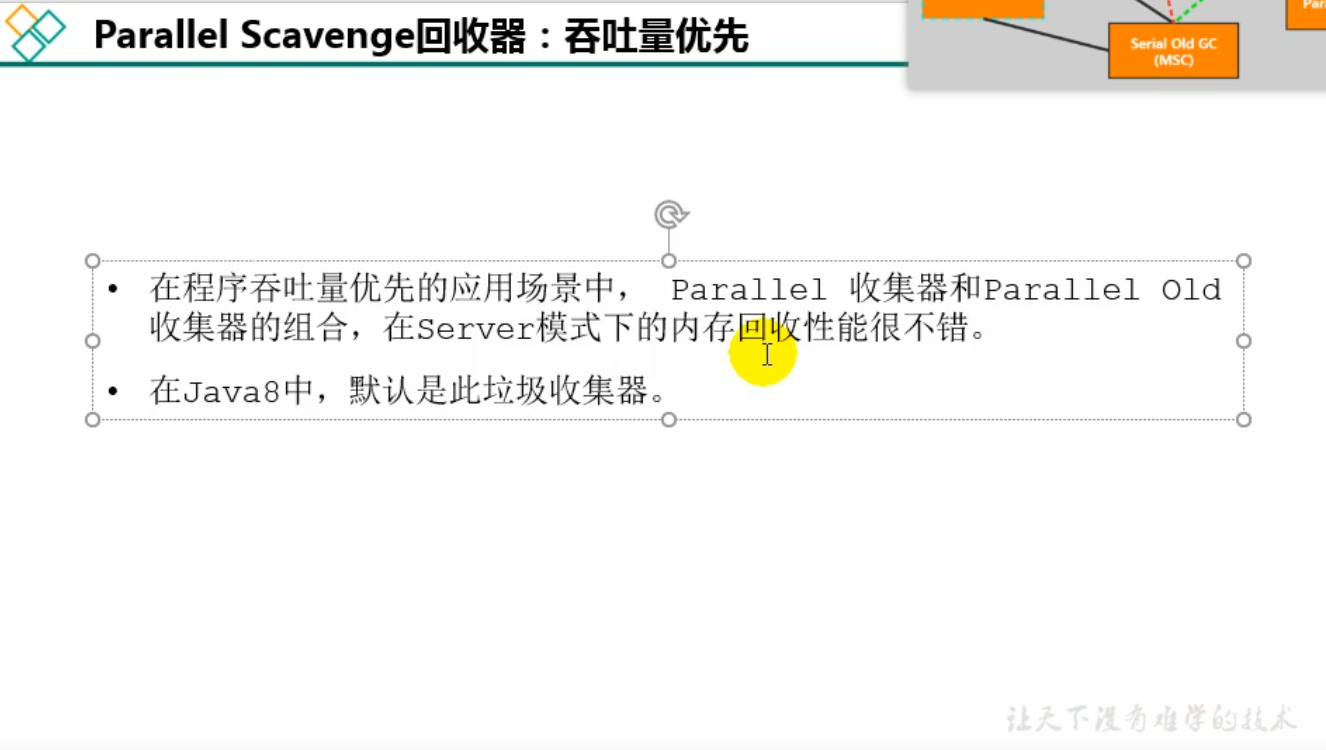 Parallel Scavenge回收器：吞吐量优先
Serial Old GC
(MSC)
• 在程序吞吐量优先的应用场景中， Parallel 收集器和Parallel Old
收集器的组合，在Server模式下的内存回收性能很不错。
• 在Java8中，默认是此垃圾收集器。
让天下没有难学的技术